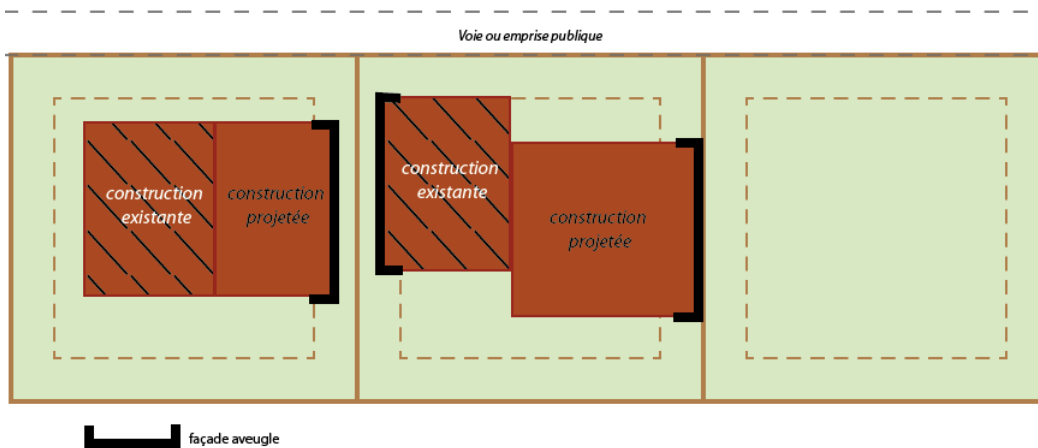 Voie ou emprise publique
construction
existante
construction
projetée
construction
existante
construction
projetée
façade aveugle